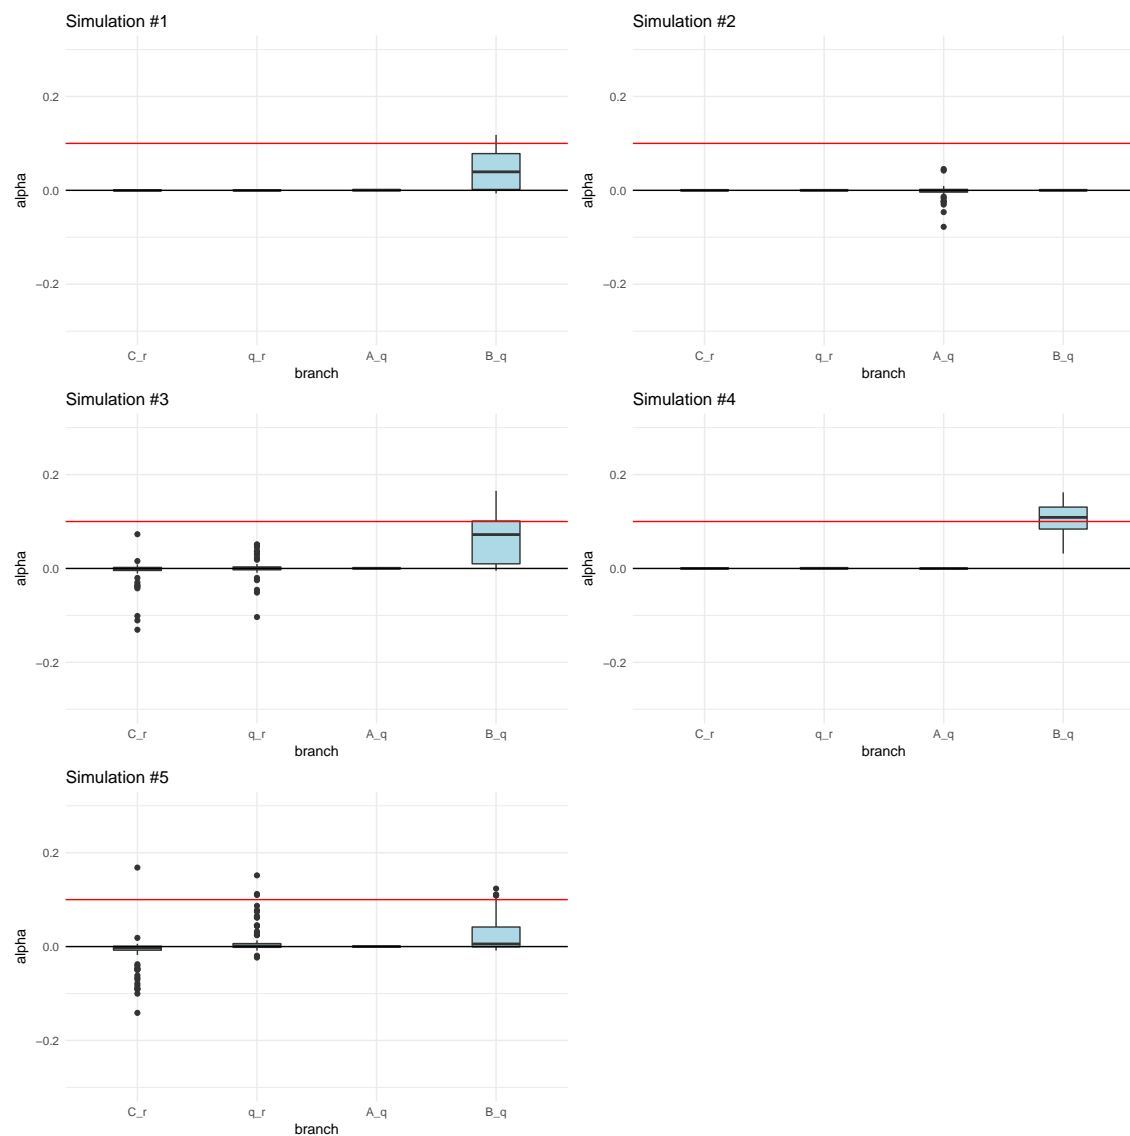 Simulation #1
0.2
0.0
−0.2
alpha
C_r q_r A_q B_q
branch
Simulation #2
0.2
0.0
−0.2
alpha
C_r q_r A_q B_q
branch
Simulation #3
0.2
0.0
−0.2
alpha
C_r q_r A_q B_q
branch
Simulation #4
0.2
0.0
−0.2
alpha
C_r q_r A_q B_q
branch
Simulation #5
0.2
0.0
−0.2
alpha
C_r q_r A_q B_q
branch